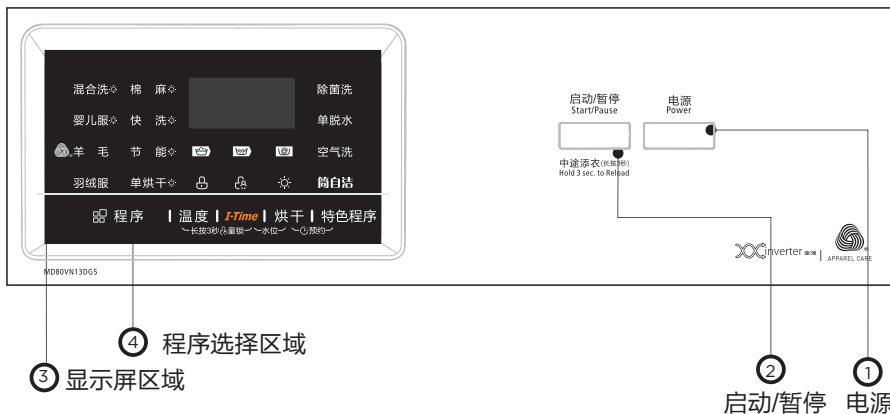 混合洗 棉 麻 除菌洗
婴儿服 快 洗 单脱水
羊 毛 节 能 空气洗
羽绒服 单烘干 筒自洁
程序 温度 I-Time 烘干 特色程序
长按3秒 童锁 水位 预约
MD80VN13DG5
启动/暂停
Start/Pause
电源
Power
中途添衣(长按3秒)
Hold 3 sec. to Reload
inverter
APPAREL CARE
④ 程序选择区域
③ 显示屏区域
②
启动/暂停
①
电源